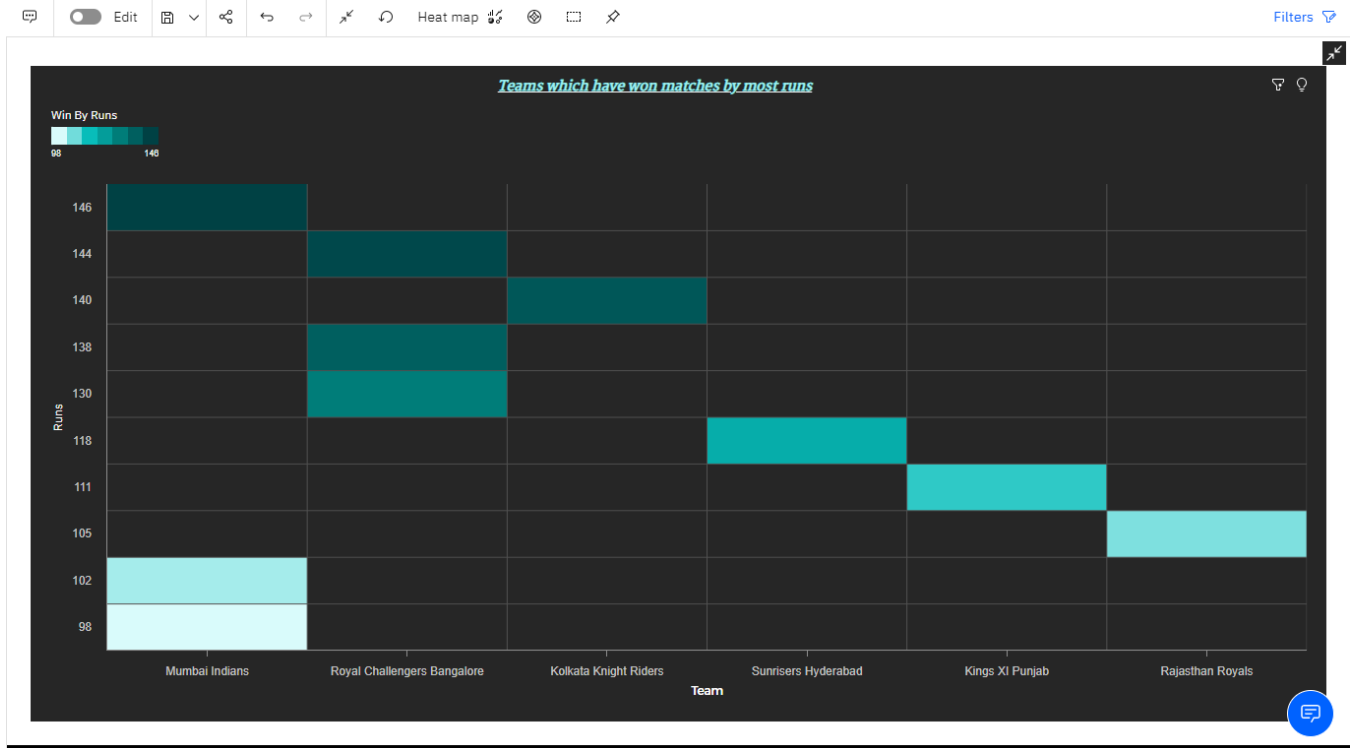 Edit Heat map Filters
Teams which have won matches by most runs
Win By Runs
98 146
146
144
140
138
130
118
111
105
102
98
Runs
Mumbai Indians Royal Challengers Bangalore Kolkata Knight Riders Sunrisers Hyderabad Kings XI Punjab Rajasthan Royals
Team